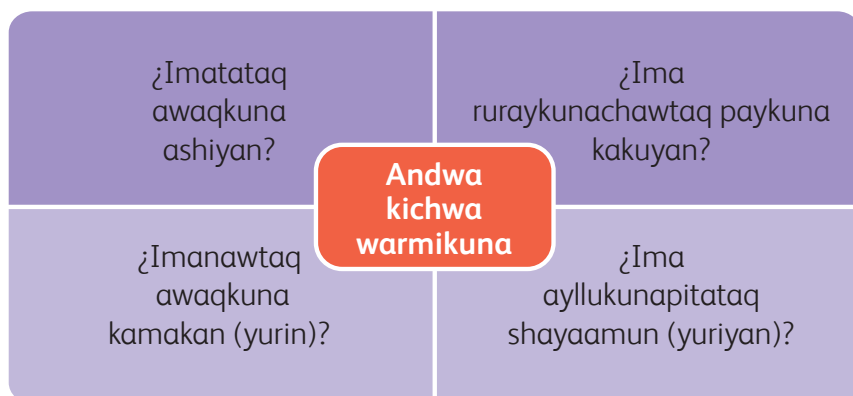 ¿Imatataq
awaqkuna
ashiyan?
¿Ima
ruraykunachawtaq paykuna
kakuyan?
Andwa
kichwa
warmikuna
¿Imanawtaq
awaqkuna
kamakan (yurin)?
¿Ima
ayllukunapitataq
shayaamun (yuriyan)?